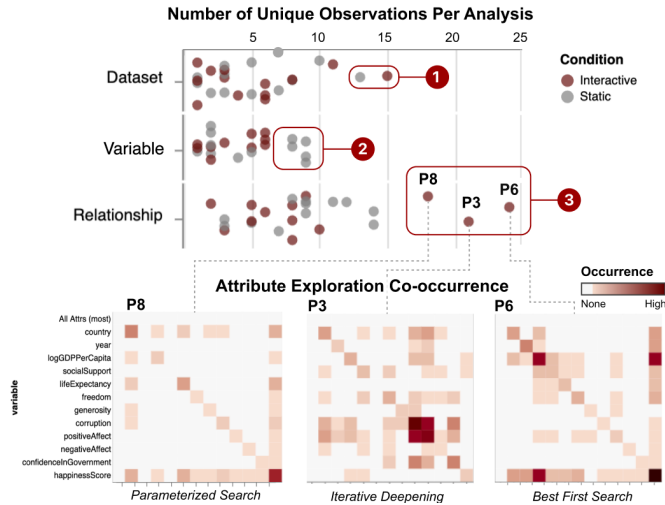 Number of Unique Observations Per Analysis
5 10 15 20 25
Dataset
Variable
Relationship
1
2
3
P8
P3
P6
Condition
Interactive
Static
Attribute Exploration Co-occurrence
Occurrence
None High
P8
P3
P6
variable
All Attrs (most)
country
year
logGDPPerCapita
socialSupport
lifeExpectancy
freedom
generosity
corruption
positiveAffect
negativeAffect
confidenceInGovernment
happinessScore
Parameterized Search
Iterative Deepening
Best First Search